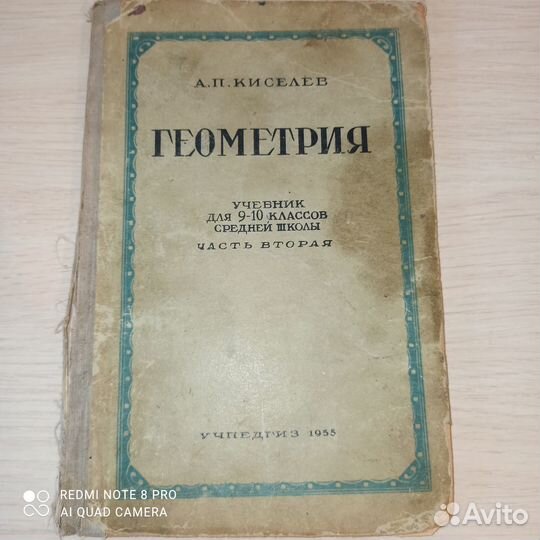 А.П. КИСЕЛЕВ
ГЕОМЕТРИЯ
УЧЕБНИК
ДЛЯ 9-10 КЛАССОВ
СРЕДНЕЙ ШКОЛЫ
ЧАСТЬ ВТОРАЯ
УЧПЕДГИЗ 1955
REDMI NOTE 8 PRO
AI QUAD CAMERA
Avito